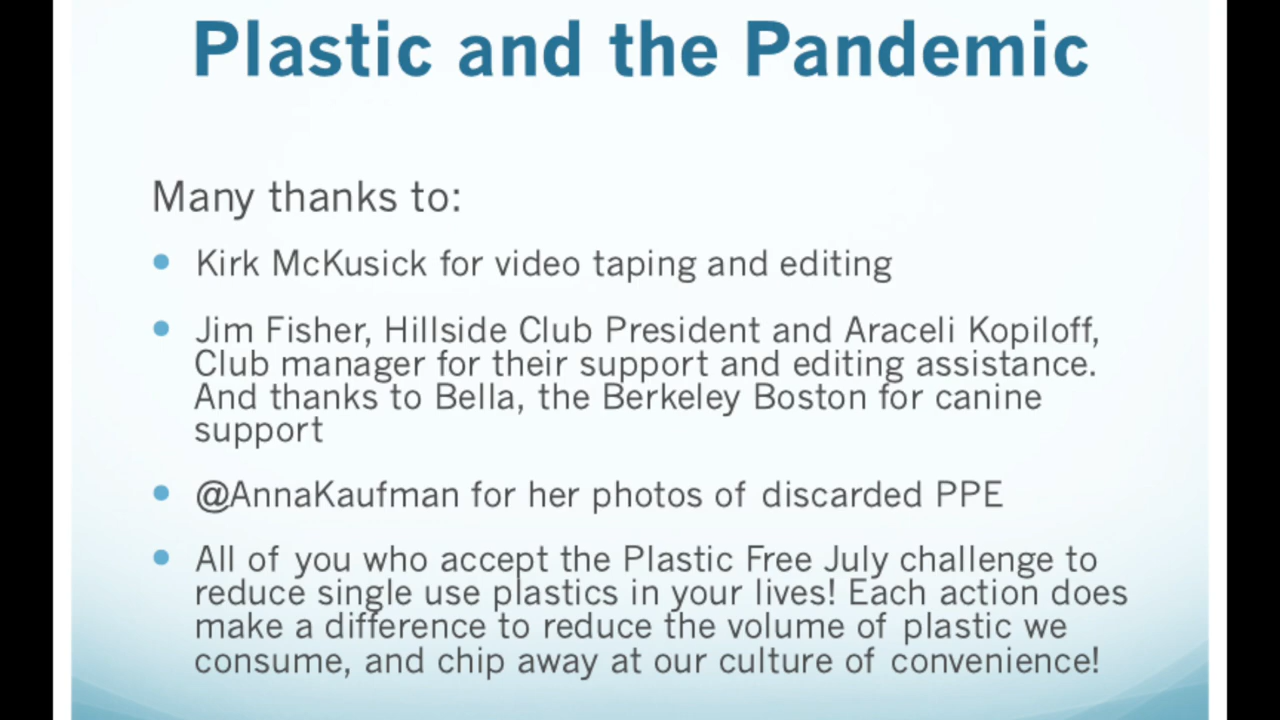 Plastic and the Pandemic
Many thanks to:
• Kirk McKusick for video taping and editing
• Jim Fisher, Hillside Club President and Araceli Kopiloff,
Club manager for their support and editing assistance.
And thanks to Bella, the Berkeley Boston for canine
support
• @AnnaKaufman for her photos of discarded PPE
• All of you who accept the Plastic Free July challenge to
reduce single use plastics in your lives! Each action does
make a difference to reduce the volume of plastic we
consume, and chip away at our culture of convenience!